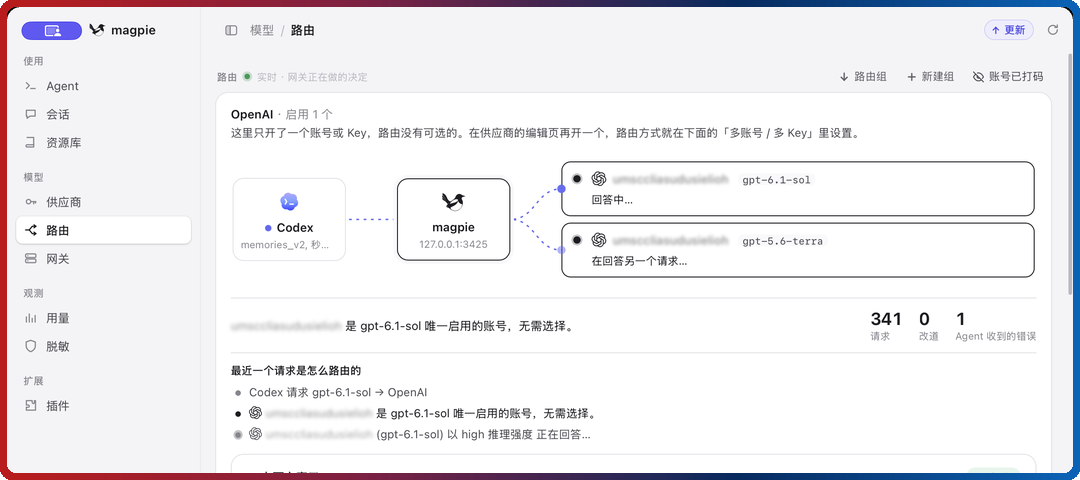 magpie
使用
Agent
会话
资源库
模型
供应商
路由
网关
观测
用量
脱敏
扩展
插件
模型 / 路由
更新
路由 实时 · 网关正在做的决定
路由组
新建组
账号已打码
OpenAI · 启用 1 个
这里只开了一个账号或 Key，路由没有可选的。在供应商的编辑页再开一个，路由方式就在下面的「多账号 / 多 Key」里设置。
Codex
memories_v2, 秒...
magpie
127.0.0.1:3425
gpt-6.1-sol
回答中...
gpt-5.6-terra
在回答另一个请求...
是 gpt-6.1-sol 唯一启用的账号，无需选择。
341
请求
0
改道
1
Agent 收到的错误
最近一个请求是怎么路由的
Codex 请求 gpt-6.1-sol → OpenAI
是 gpt-6.1-sol 唯一启用的账号，无需选择。
(gpt-6.1-sol) 以 high 推理强度 正在回答...